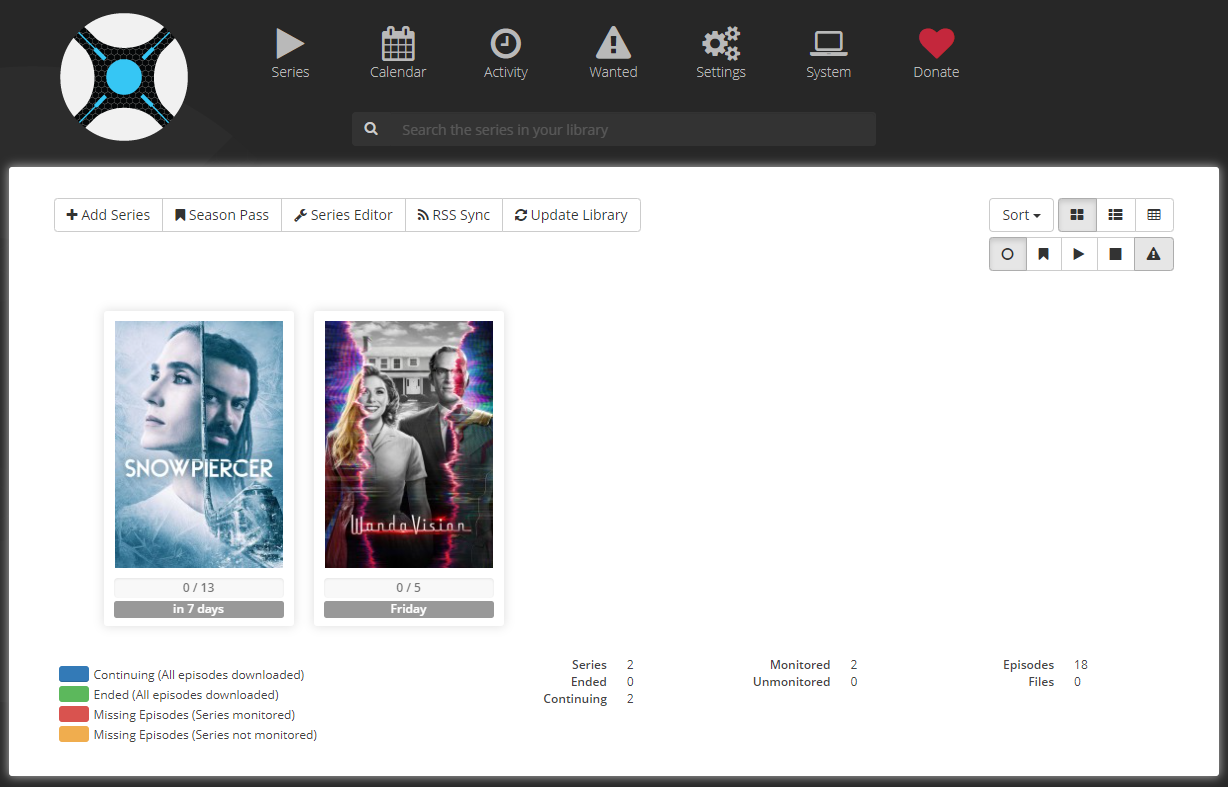 Series
Calendar
Activity
Wanted
Settings
System
Donate
Search the series in your library
Add Series
Season Pass
Series Editor
RSS Sync
Update Library
Sort
SNOWPIERCER
WandaVision
0 / 13
in 7 days
0 / 5
Friday
Continuing (All episodes downloaded)
Ended (All episodes downloaded)
Missing Episodes (Series monitored)
Missing Episodes (Series not monitored)
Series 2
Ended 0
Continuing 2
Monitored 2
Unmonitored 0
Episodes 18
Files 0